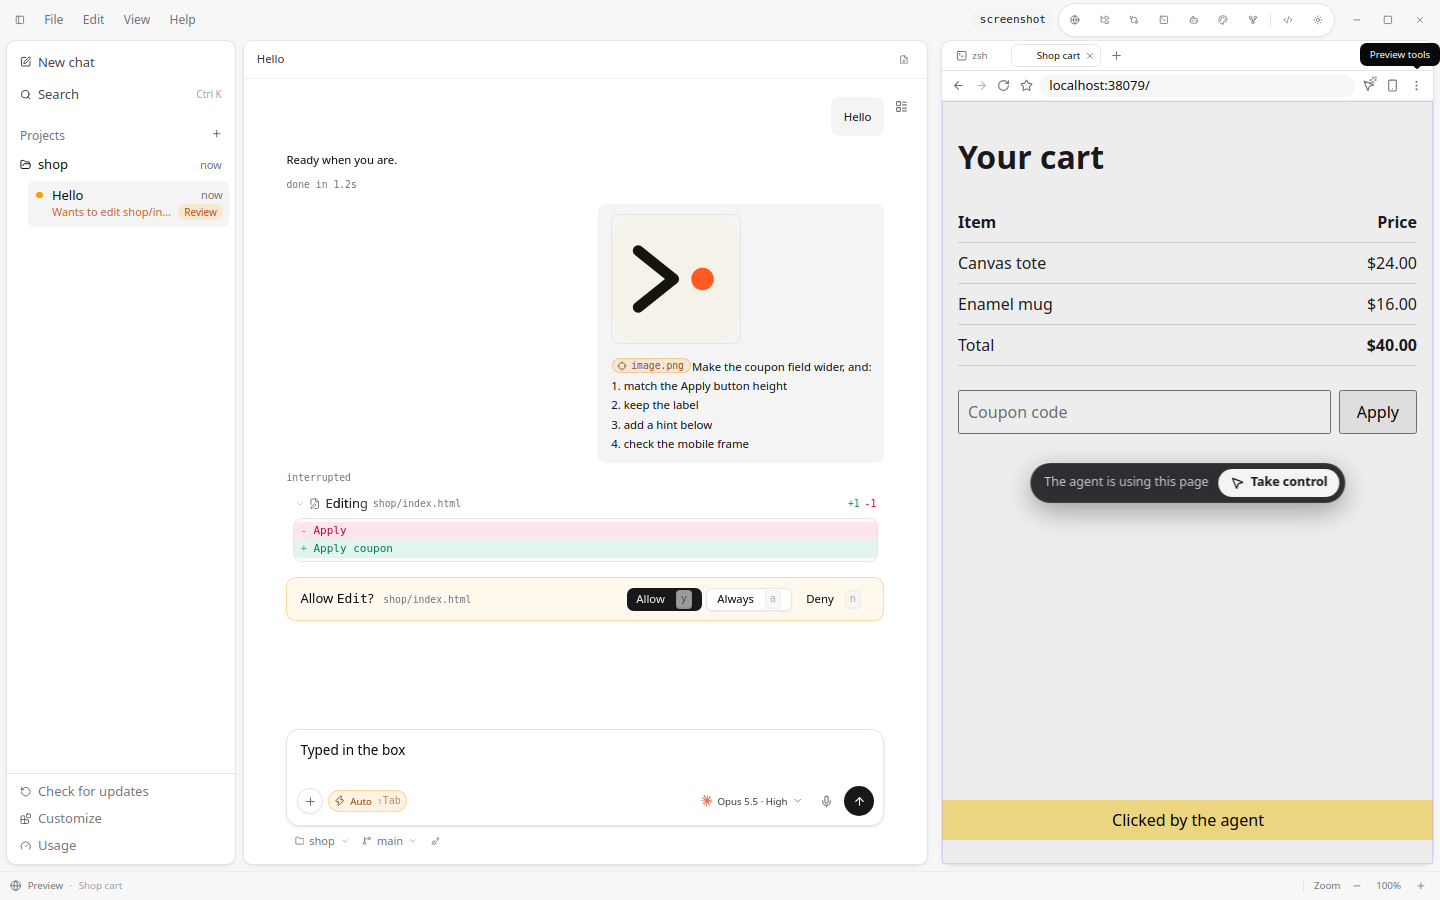 File Edit View Help
screenshot
New chat
Search Ctrl K
Projects
shop now
Hello now
Wants to edit shop/in... Review
Check for updates
Customize
Usage
Hello
Hello
Ready when you are.
done in 1.2s
image.png Make the coupon field wider, and:
1. match the Apply button height
2. keep the label
3. add a hint below
4. check the mobile frame
interrupted
Editing shop/index.html +1 -1
- Apply
+ Apply coupon
Allow Edit? shop/index.html Allow y Always a Deny n
Typed in the box
Auto ⇧Tab Opus 5.5 · High
shop main
zsh Shop cart
Preview tools
localhost:38079/
Your cart
Item Price
Canvas tote $24.00
Enamel mug $16.00
Total $40.00
Coupon code Apply
The agent is using this page Take control
Clicked by the agent
Preview · Shop cart
Zoom 100%